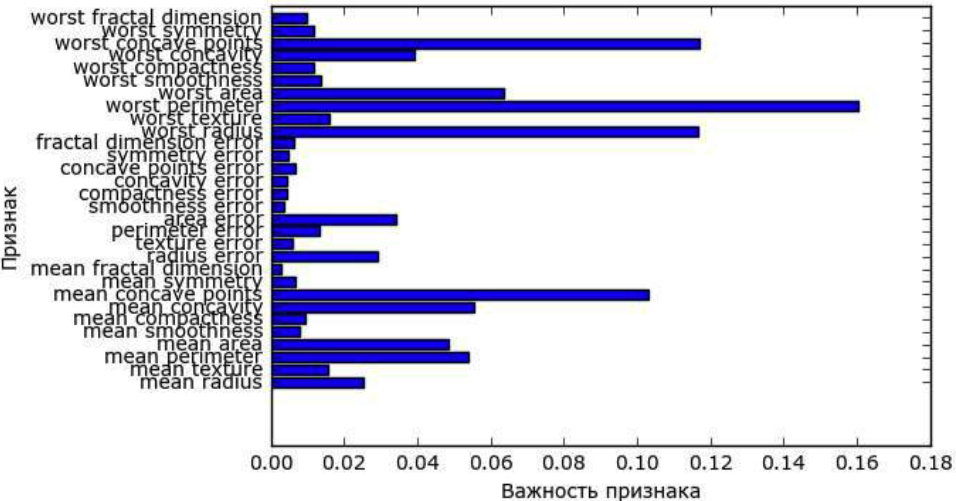 worst fractal dimension
worst symmetry
worst concave points
worst concavity
worst compactness
worst smoothness
worst area
worst perimeter
worst texture
worst radius
fractal dimension error
symmetry error
concave points error
concavity error
compactness error
smoothness error
area error
perimeter error
texture error
radius error
mean fractal dimension
mean symmetry
mean concave points
mean concavity
mean compactness
mean smoothness
mean area
mean perimeter
mean texture
mean radius
Признак
0.00 0.02 0.04 0.06 0.08 0.10 0.12 0.14 0.16 0.18
Важность признака